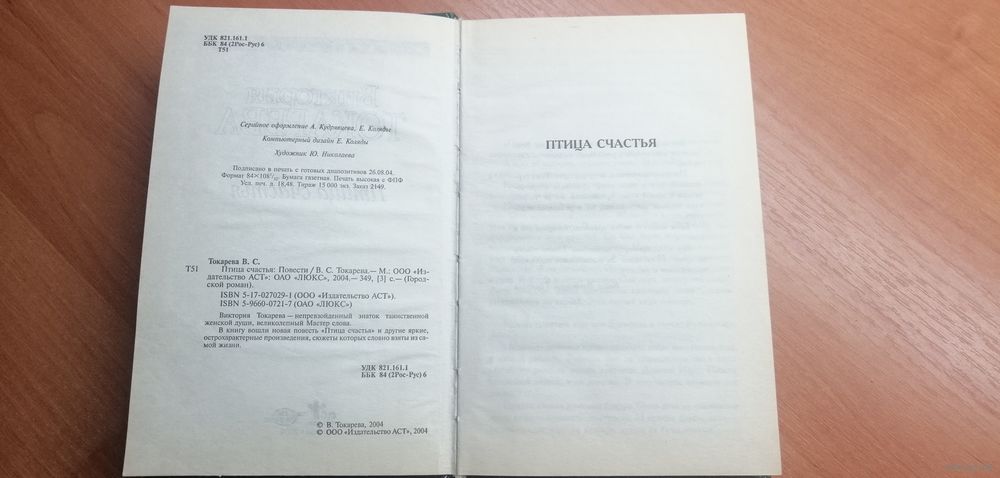 УДК 821.161.1
ББК 84 (2Рос-Рус) 6
Т51
Серийное оформление А. Кудрявцева, Е. Коляды
Компьютерный дизайн Е. Коляды
Художник Ю. Николаева
Подписано в печать с готовых диапозитивов 26.08.04.
Формат 84×108 1/32. Бумага газетная. Печать высокая с ФПФ
Усл. печ. л. 18,48. Тираж 15 000 экз. Заказ 2149.
Токарева В. С.
Т51 Птица счастья: Повести / В. С. Токарева.— М.: ООО «Из-
дательство АСТ»: ОАО «ЛЮКС», 2004.— 349, [3] с.— (Город-
ской роман).
ISBN 5-17-027029-1 (ООО «Издательство АСТ»).
ISBN 5-9660-0721-7 (ОАО «ЛЮКС»)
Виктория Токарева — непревзойденный знаток таинственной
женской души, великолепный Мастер слова.
В книгу вошли новая повесть «Птица счастья» и другие яркие,
острохарактерные произведения, сюжеты которых словно взяты из са-
мой жизни.
УДК 821.161.1
ББК 84 (2Рос-Рус) 6
© В. Токарева, 2004
© ООО «Издательство АСТ», 2004
ПТИЦА СЧАСТЬЯ